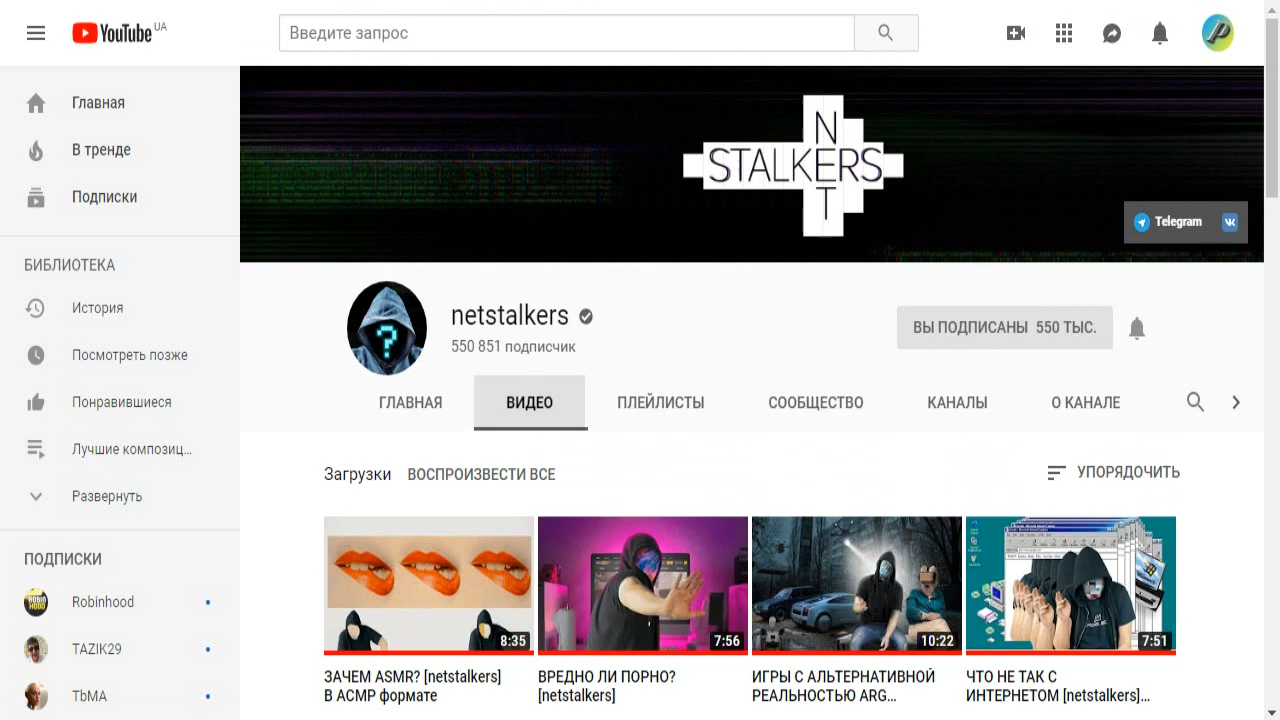 YouTube UA
Введите запрос
Главная
В тренде
Подписки
БИБЛИОТЕКА
История
Посмотреть позже
Понравившиеся
Лучшие композиц...
Развернуть
ПОДПИСКИ
Robinhood
TAZIK29
TbMA
NET
STALKERS
Telegram
netstalkers
550 851 подписчик
ВЫ ПОДПИСАНЫ 550 ТЫС.
ГЛАВНАЯ ВИДЕО ПЛЕЙЛИСТЫ СООБЩЕСТВО КАНАЛЫ О КАНАЛЕ
Загрузки ВОСПРОИЗВЕСТИ ВСЕ УПОРЯДОЧИТЬ
8:35 7:56 10:22 7:51
ЗАЧЕМ ASMR? [netstalkers]
В АСМР формате
ВРЕДНО ЛИ ПОРНО?
[netstalkers]
ИГРЫ С АЛЬТЕРНАТИВНОЙ
РЕАЛЬНОСТЬЮ ARG...
ЧТО НЕ ТАК С
ИНТЕРНЕТОМ [netstalkers]...